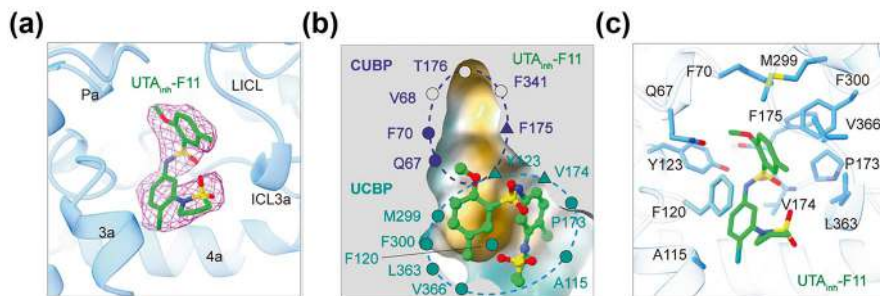 (a)
Pa
UTAinh-F11
LICL
ICL3a
3a
4a
(b)
CUBP
T176
UTAinh-F11
F341
V68
F70
F175
Q67
Y123
UCBP
V174
M299
P173
F300
F120
L363
A115
V366
(c)
M299
F70
F300
Q67
F175
V366
Y123
P173
V174
F120
L363
A115
UTAinh-F11